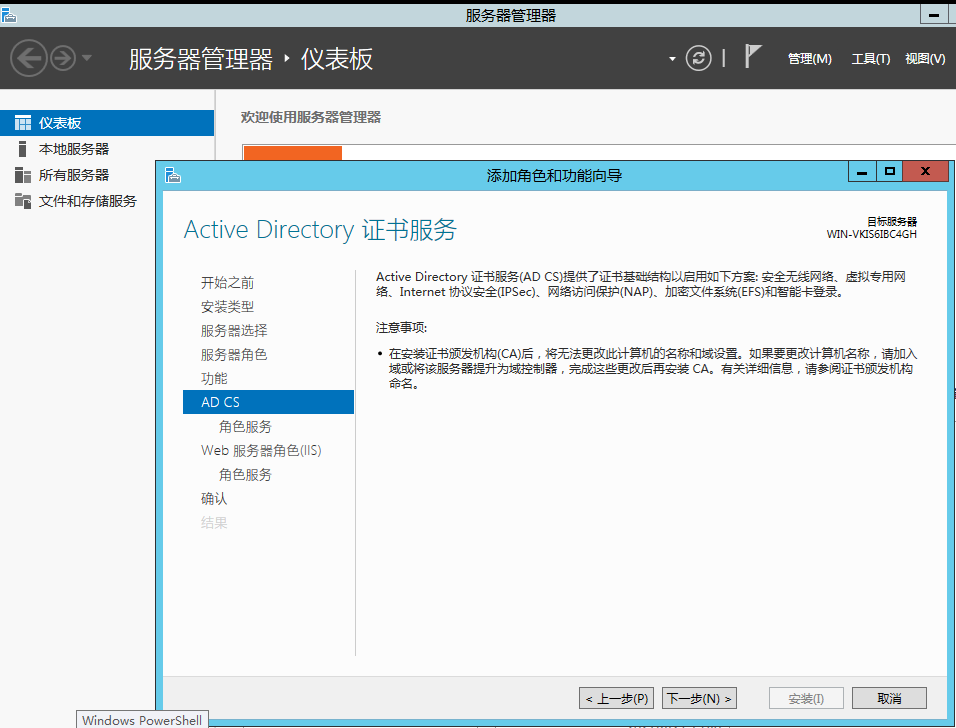 服务器管理器
服务器管理器 ‣ 仪表板
管理(M) 工具(T) 视图(V)
仪表板
本地服务器
所有服务器
文件和存储服务
欢迎使用服务器管理器
添加角色和功能向导
Active Directory 证书服务
目标服务器
WIN-VKIS6IBC4GH
开始之前
安装类型
服务器选择
服务器角色
功能
AD CS
角色服务
Web 服务器角色(IIS)
角色服务
确认
结果
Active Directory 证书服务(AD CS)提供了证书基础结构以启用如下方案: 安全无线网络、虚拟专用网
络、Internet 协议安全(IPSec)、网络访问保护(NAP)、加密文件系统(EFS)和智能卡登录。
注意事项:
• 在安装证书颁发机构(CA)后，将无法更改此计算机的名称和域设置。如果要更改计算机名称，请加入
域或将该服务器提升为域控制器，完成这些更改后再安装 CA。有关详细信息，请参阅证书颁发机构
命名。
< 上一步(P) 下一步(N) > 安装(I) 取消
Windows PowerShell